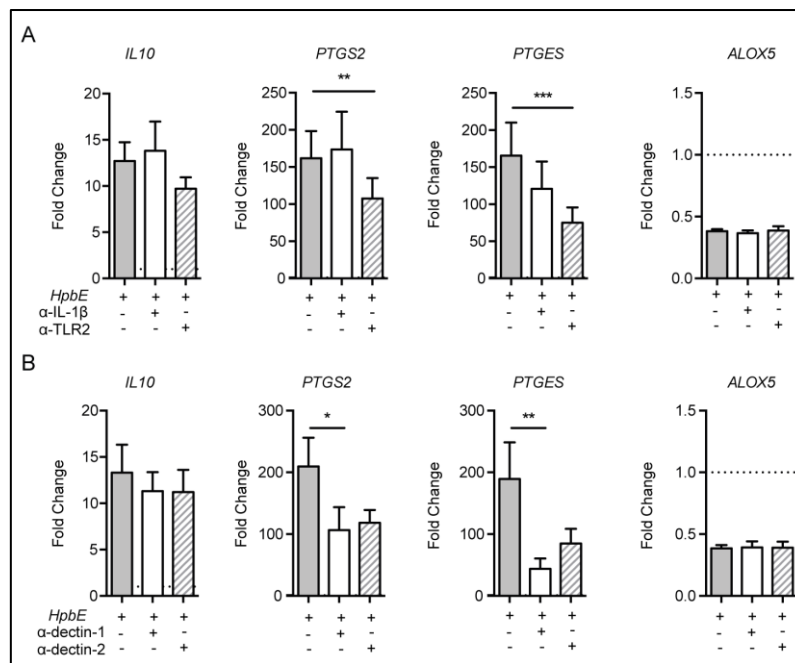 A
IL10 PTGS2 PTGES ALOX5
** ***
Fold Change Fold Change Fold Change Fold Change
20 250 250 1.5
15 200 200 1.0
10 150 150 0.5
5 100 100 0.0
0 50 50
0 0
HpbE + + + + + + + + + + + +
α-IL-1β - + - - + - - + - - + -
α-TLR2 - - + - - + - - + - - +
B
IL10 PTGS2 PTGES ALOX5
* **
Fold Change Fold Change Fold Change Fold Change
20 300 300 1.5
15 200 200 1.0
10 100 100 0.5
5 0 0 0.0
0
HpbE + + + + + + + + + + + +
α-dectin-1 - + - - + - - + - - + -
α-dectin-2 - - + - - + - - + - - +